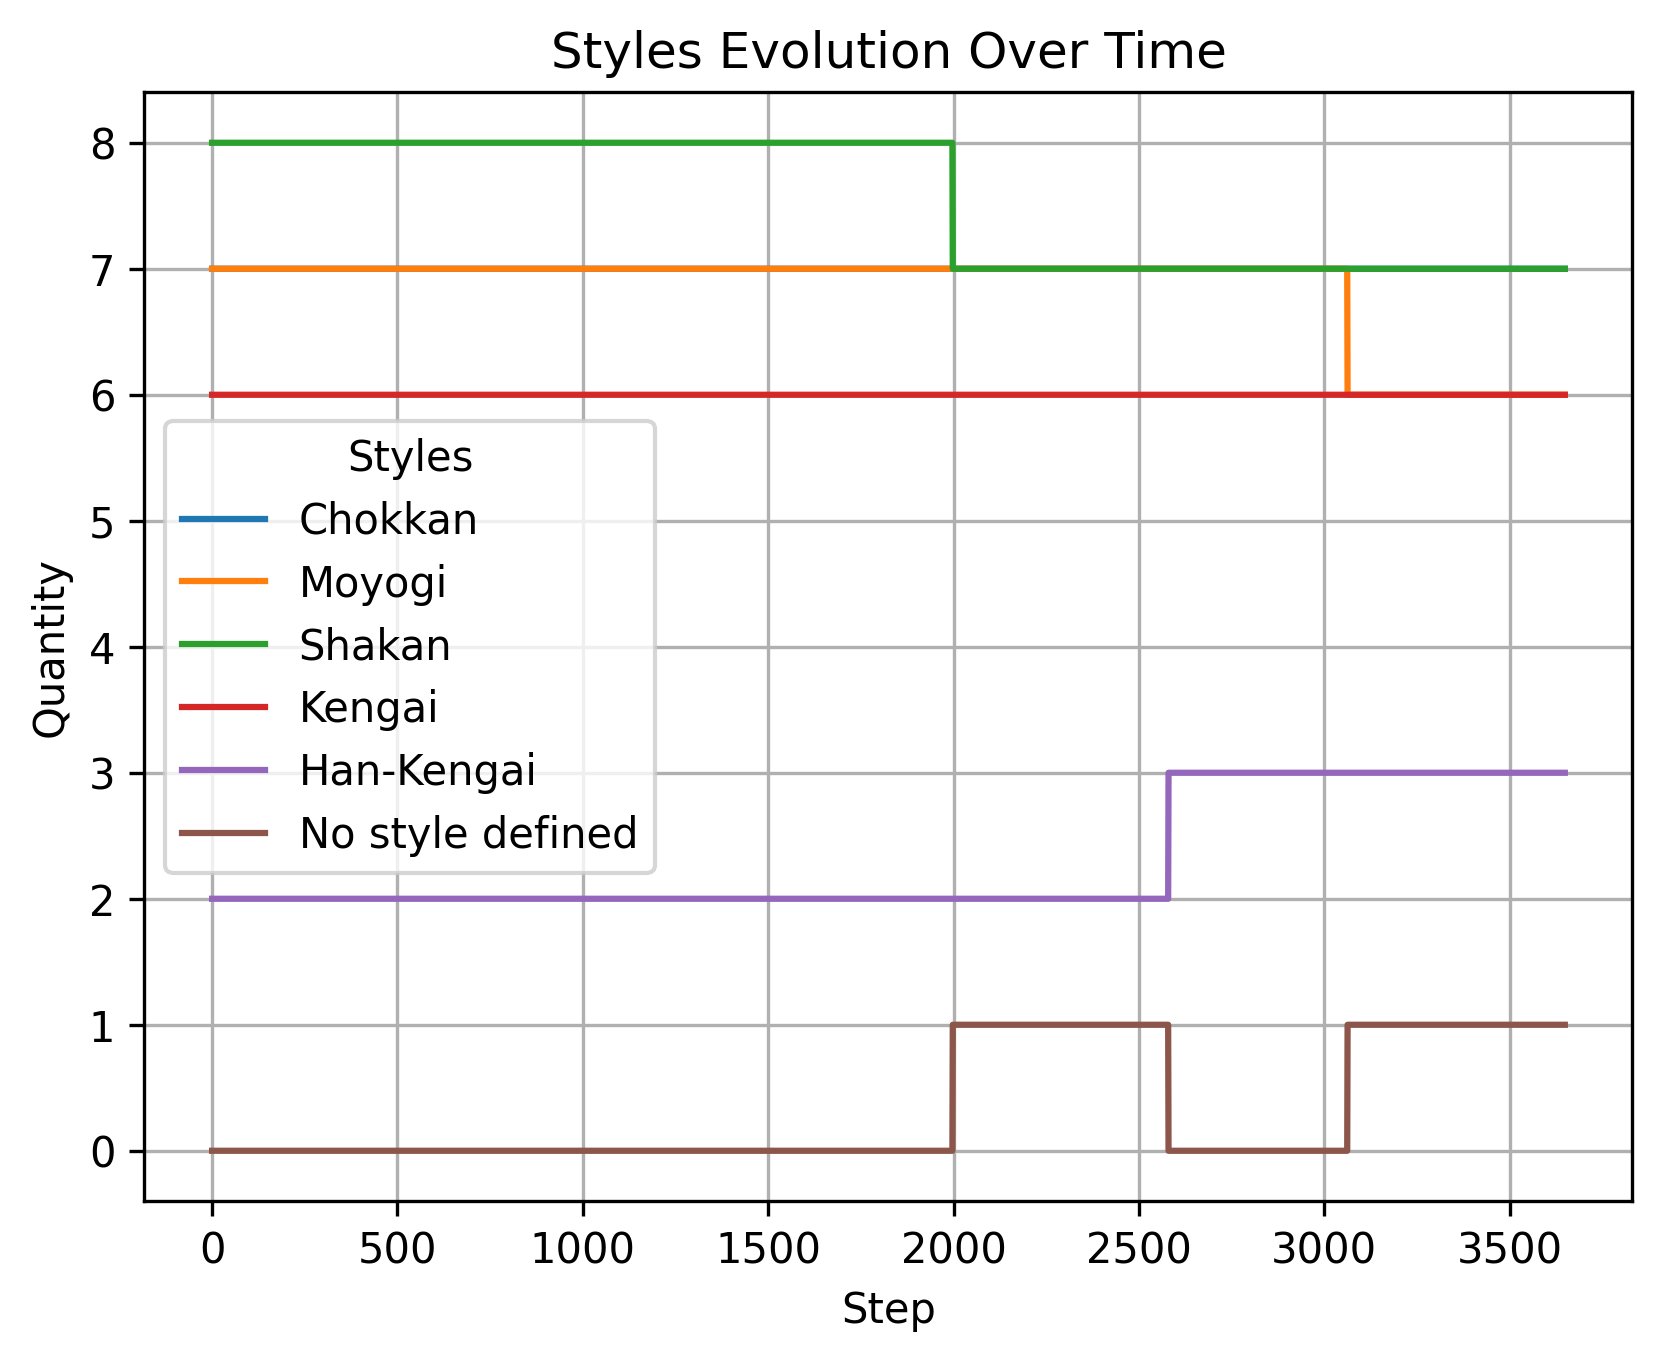 Styles Evolution Over Time
8
7
6
5
4
3
2
1
0
Quantity
Styles
Chokkan
Moyogi
Shakan
Kengai
Han-Kengai
No style defined
0 500 1000 1500 2000 2500 3000 3500
Step